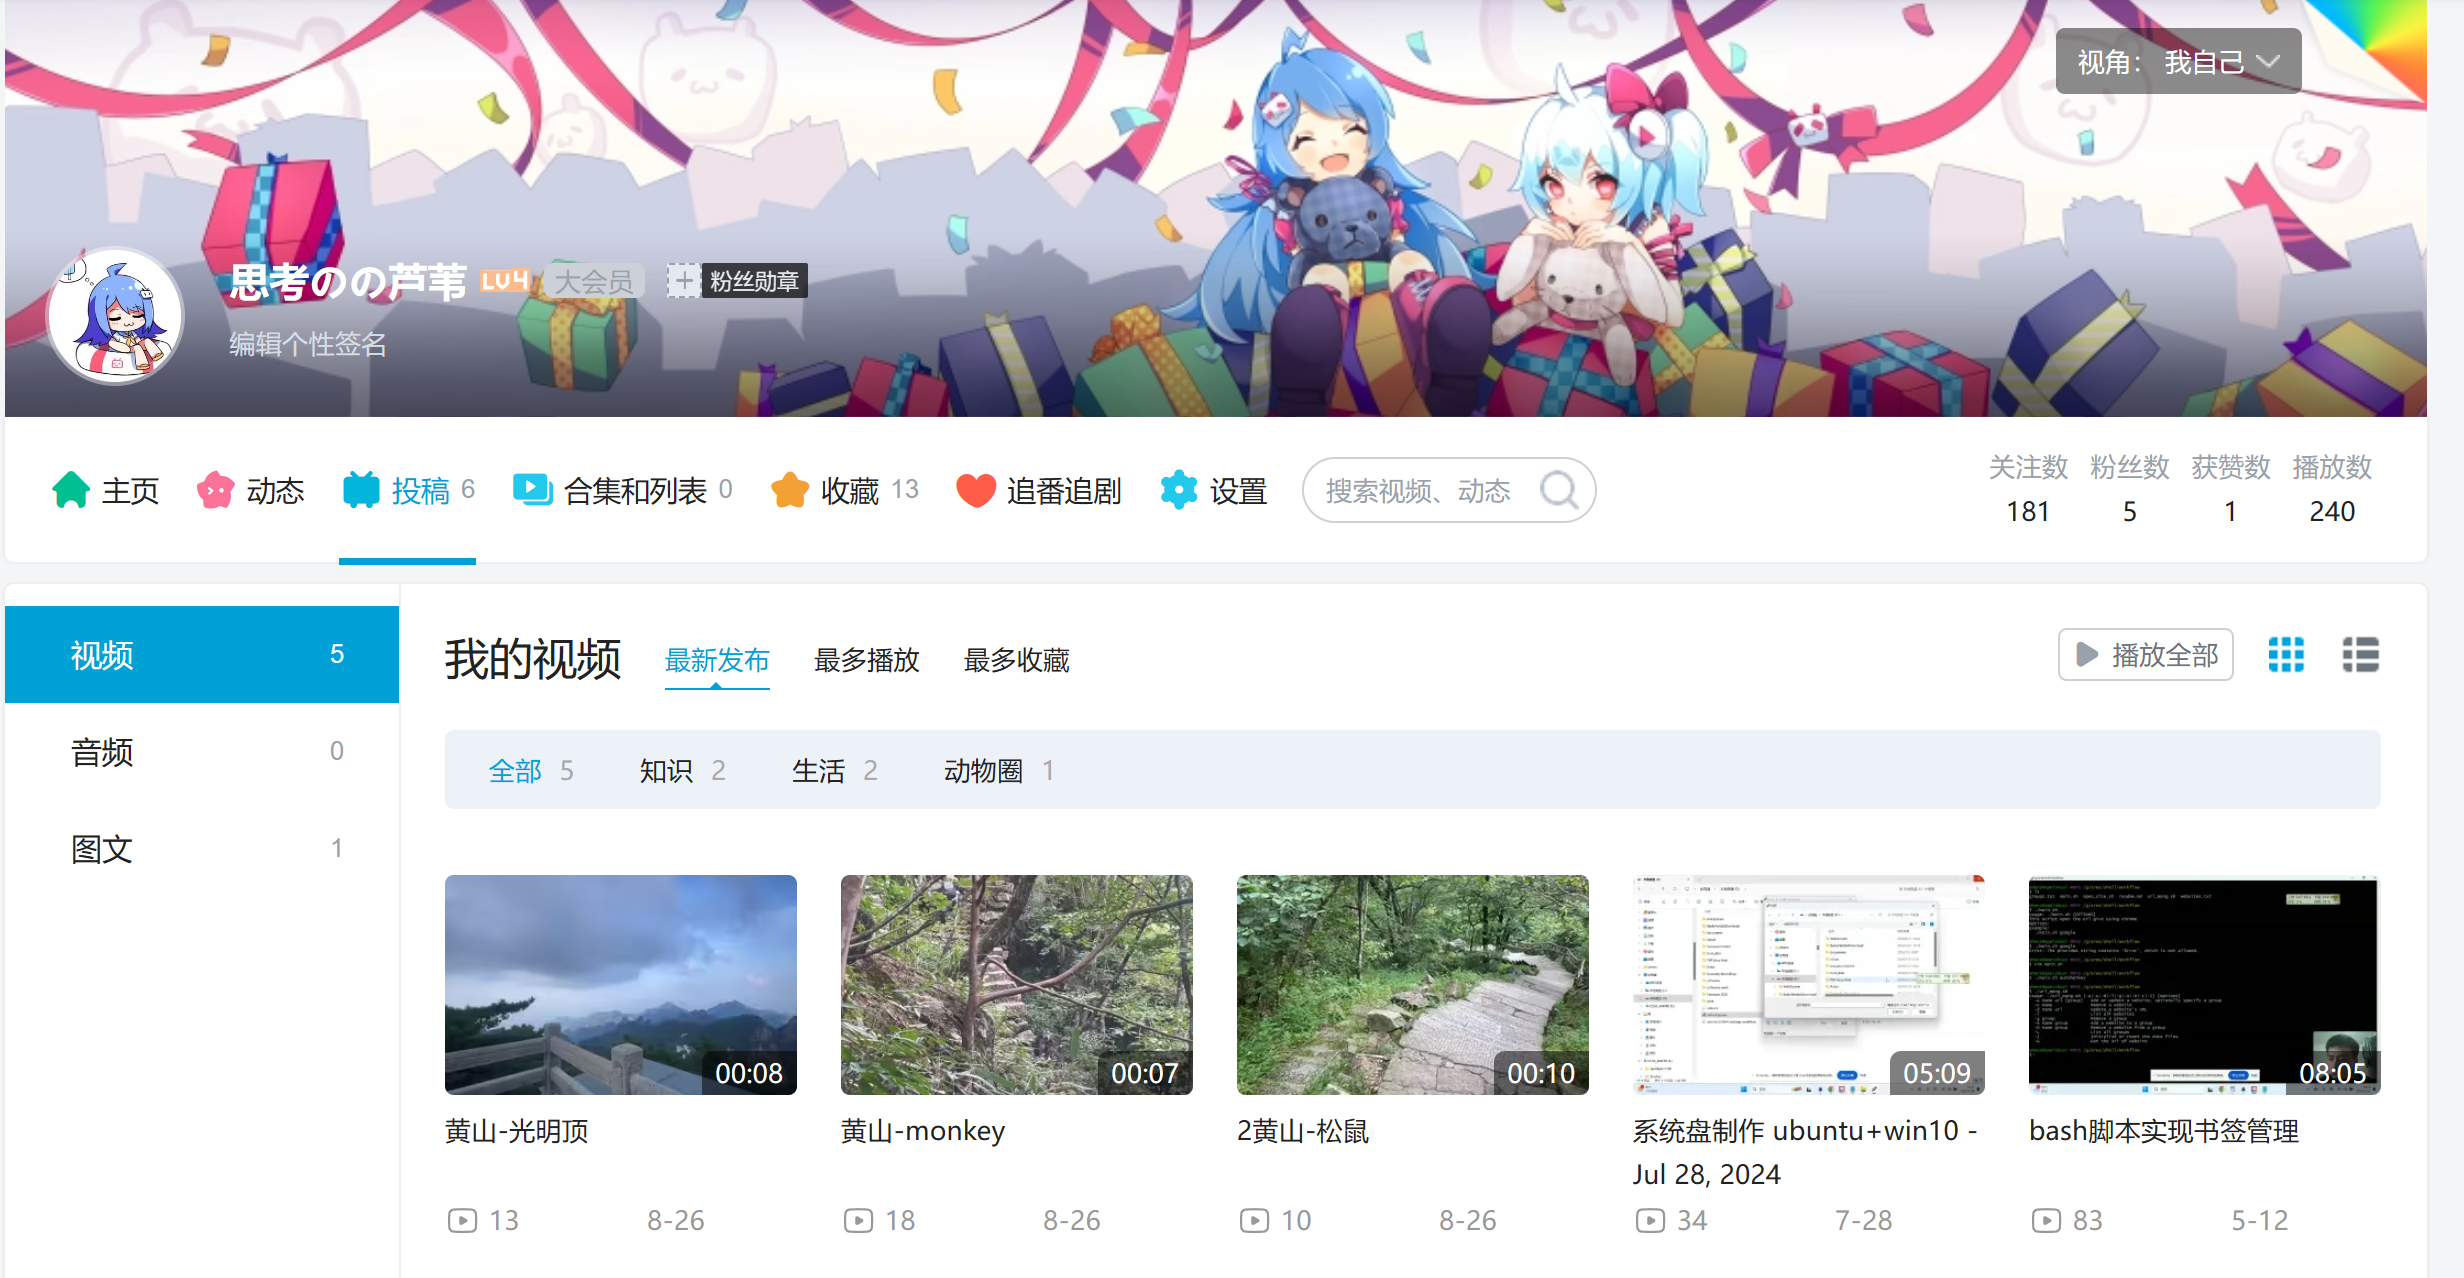 视角： 我自己
思考のの芦苇 LV4 大会员 粉丝勋章
编辑个性签名
主页 动态 投稿 6 合集和列表 0 收藏 13 追番追剧 设置 搜索视频、动态
关注数 粉丝数 获赞数 播放数
181 5 1 240
视频 5
音频 0
图文 1
我的视频 最新发布 最多播放 最多收藏 播放全部
全部 5 知识 2 生活 2 动物圈 1
00:08 00:07 00:10 05:09 08:05
黄山-光明顶
13 8-26
黄山-monkey
18 8-26
2黄山-松鼠
10 8-26
系统盘制作 ubuntu+win10 -
Jul 28, 2024
34 7-28
bash脚本实现书签管理
83 5-12